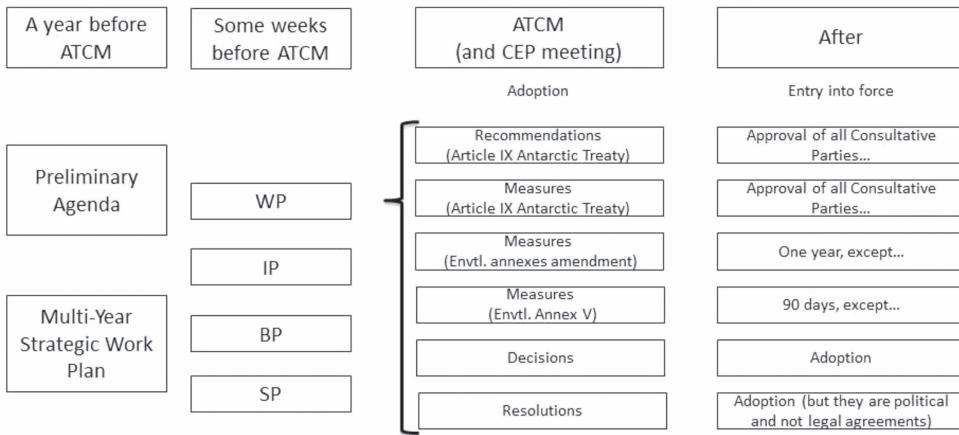 A year before
ATCM
Some weeks
before ATCM
ATCM
(and CEP meeting)
After
Adoption
Entry into force
Preliminary
Agenda
Multi-Year
Strategic Work
Plan
WP
IP
BP
SP
Recommendations
(Article IX Antarctic Treaty)
Approval of all Consultative
Parties…
Measures
(Article IX Antarctic Treaty)
Approval of all Consultative
Parties…
Measures
(Envtl. annexes amendment)
One year, except…
Measures
(Envtl. Annex V)
90 days, except…
Decisions
Adoption
Resolutions
Adoption (but they are political
and not legal agreements)